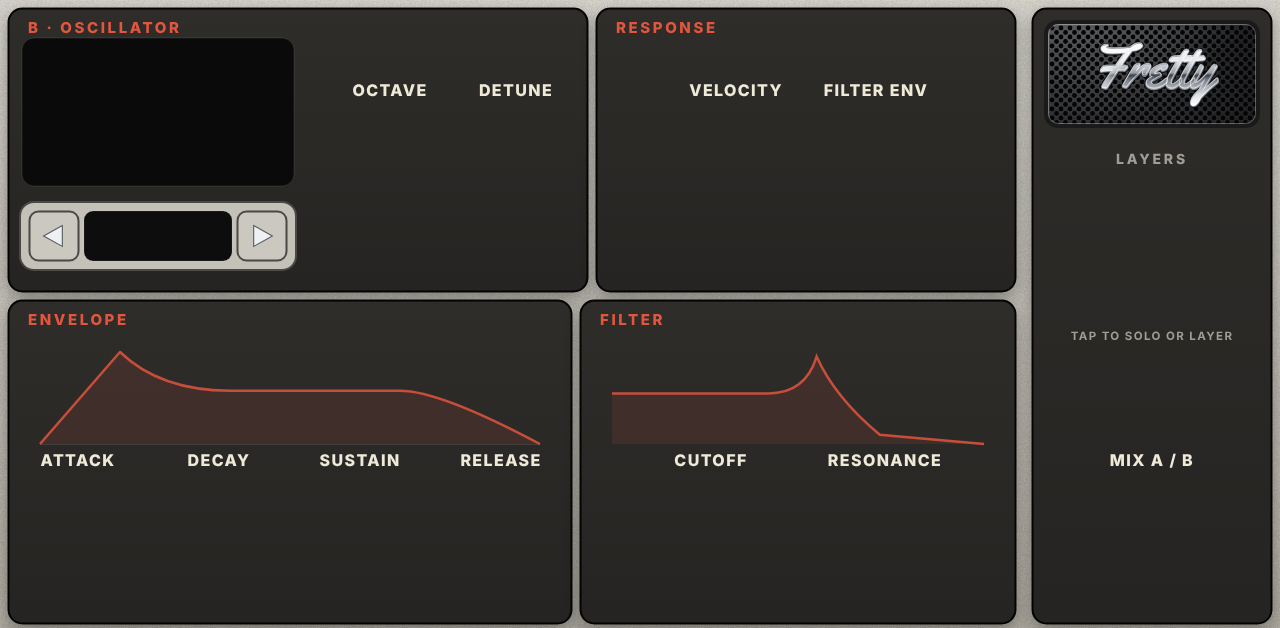 B · OSCILLATOR
OCTAVE
DETUNE
RESPONSE
VELOCITY
FILTER ENV
Fretty
LAYERS
TAP TO SOLO OR LAYER
MIX A / B
ENVELOPE
ATTACK
DECAY
SUSTAIN
RELEASE
FILTER
CUTOFF
RESONANCE